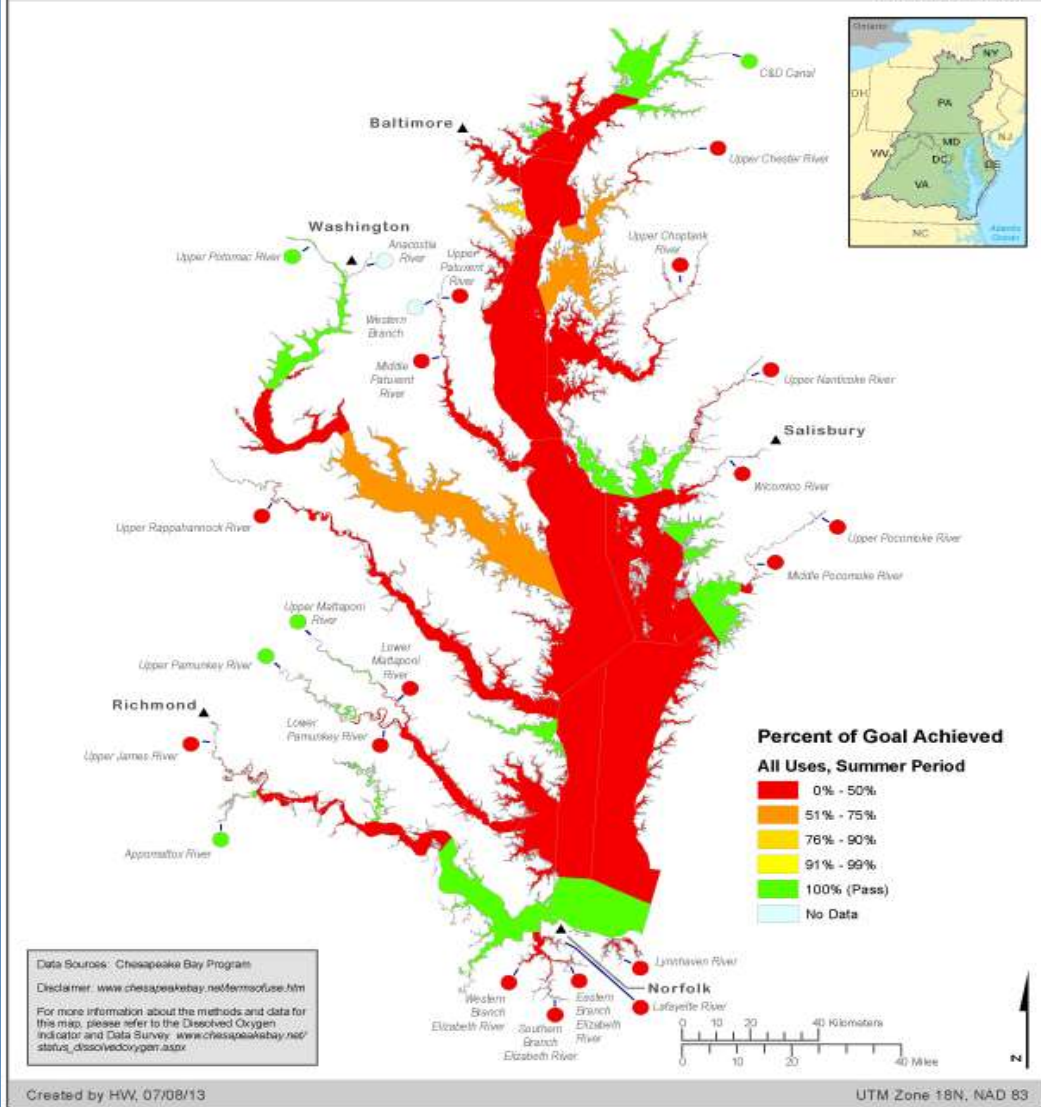 Ontario
NY
OH
PA
NJ
WV
MD
DC
DE
VA
NC
Atlantic
Ocean
C&D Canal
Baltimore
Upper Chester River
Washington
Anacostia
River
Upper Potomac River
Upper
Patuxent
River
Upper Choptank
River
Western
Branch
Middle
Patuxent
River
Upper Nanticoke River
Salisbury
Wicomico River
Upper Rappahannock River
Upper Pocomoke River
Middle Pocomoke River
Upper Mattaponi
River
Lower
Mattaponi
River
Upper Pamunkey River
Richmond
Lower
Pamunkey River
Upper James River
Appomattox River
Percent of Goal Achieved
All Uses, Summer Period
0% - 50%
51% - 75%
76% - 90%
91% - 99%
100% (Pass)
No Data
Lynnhaven River
Norfolk
Lafayette River
Western
Branch
Elizabeth River
Southern
Branch
Elizabeth River
Eastern
Branch
Elizabeth
River
Data Sources: Chesapeake Bay Program
Disclaimer: www.chesapeakebay.net/termsofuse.htm
For more information about the methods and data for
this map, please refer to the Dissolved Oxygen
Indicator and Data Survey: www.chesapeakebay.net/
status_dissolvedoxygen.aspx
0 10 20 40 Kilometers
0 10 20 40 Miles
N
Created by HW, 07/08/13
UTM Zone 18N, NAD 83